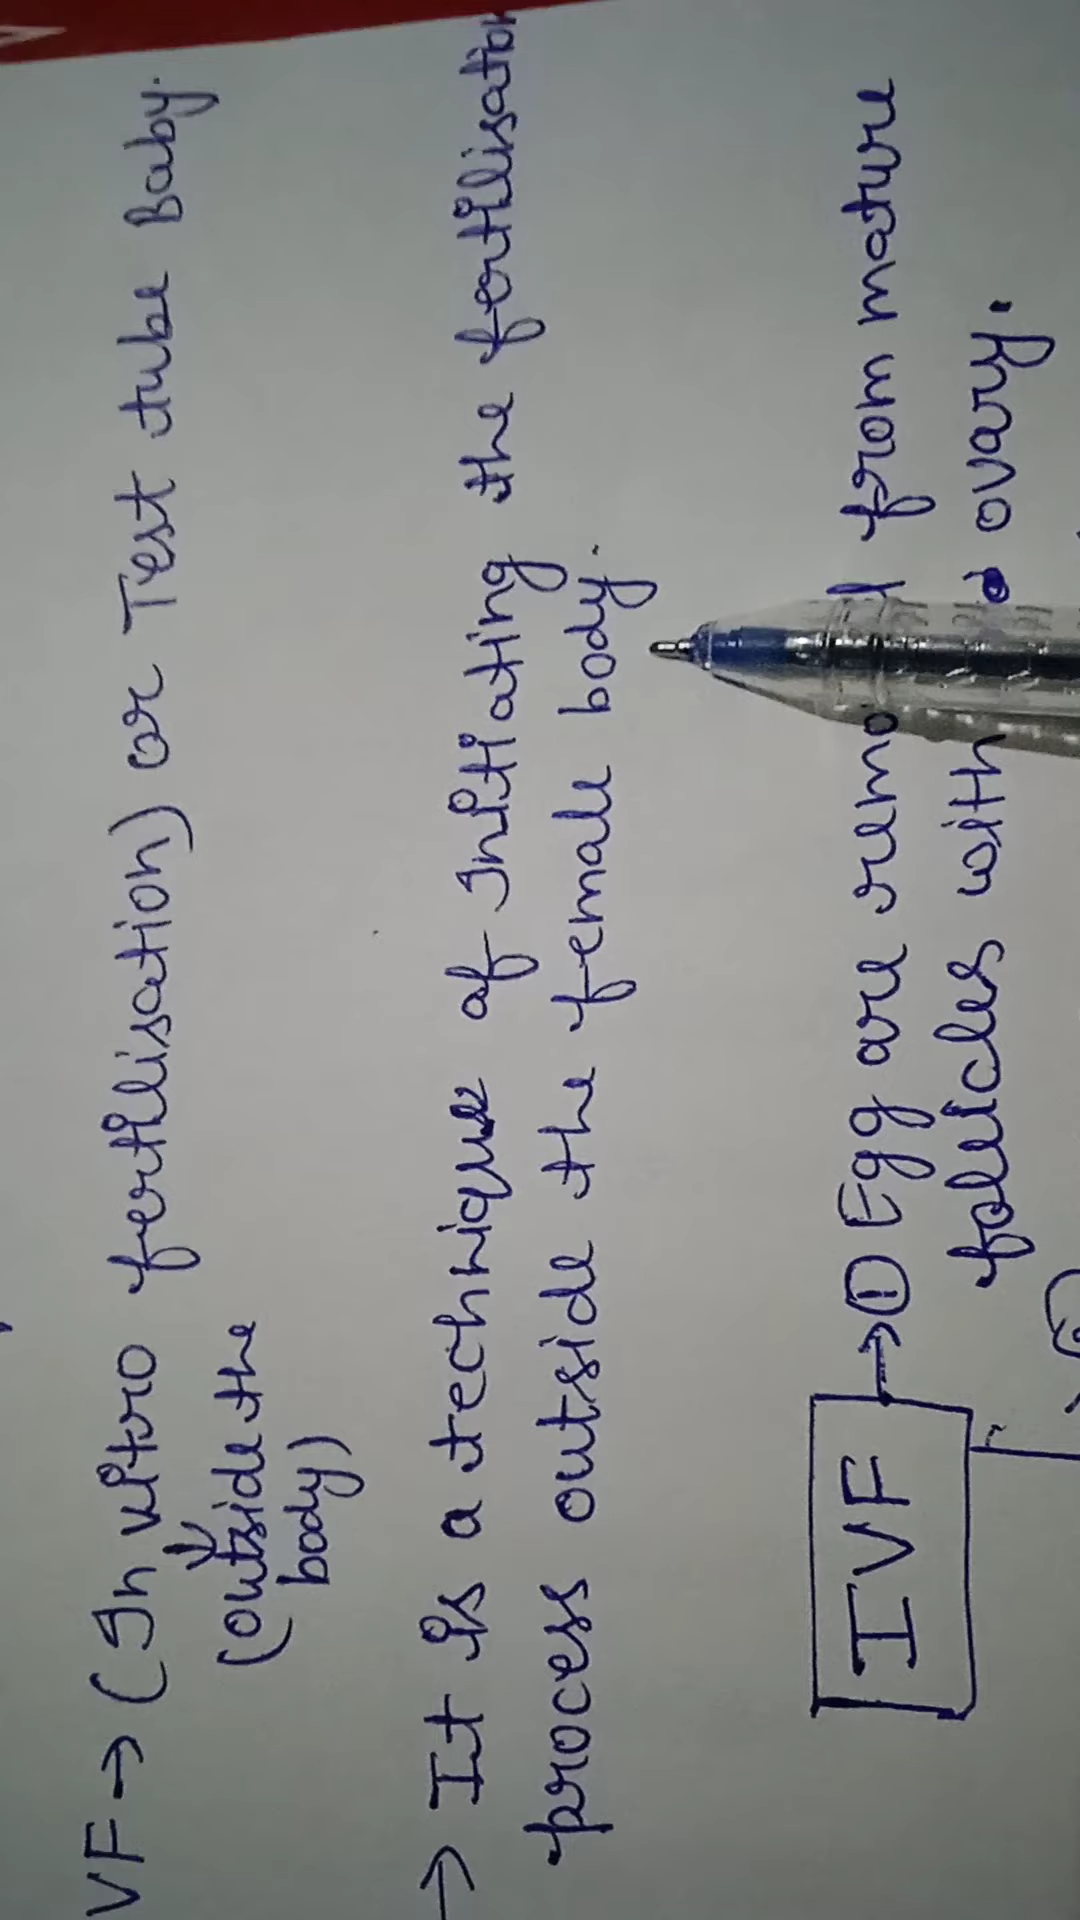 VF → (In vitro fertilisation) or Test tube Baby.
(outside the
body)
→ It is a technique of Initiating the fertilisation
process outside the female body.
IVF → ① Egg are from mature
folicles with ovary.